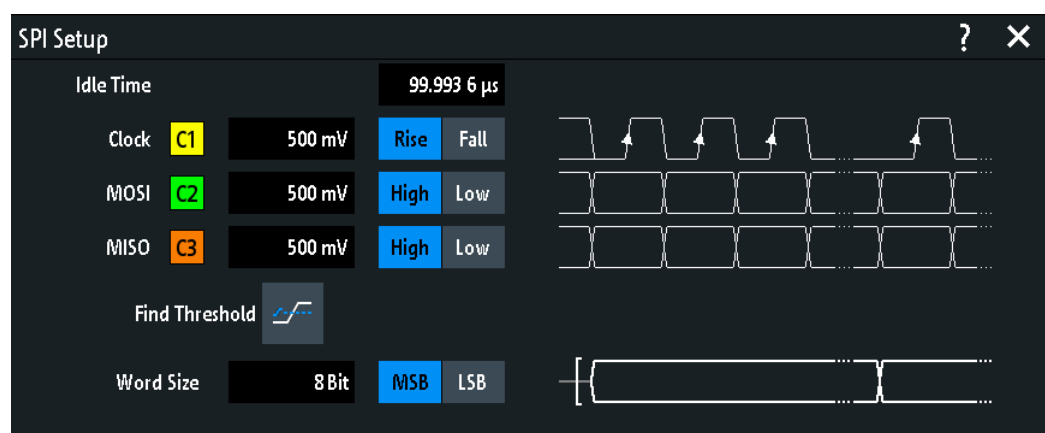 SPI Setup ? ×
Idle Time 99.993 6 µs
Clock C1 500 mV Rise Fall
MOSI C2 500 mV High Low
MISO C3 500 mV High Low
Find Threshold
Word Size 8 Bit MSB LSB